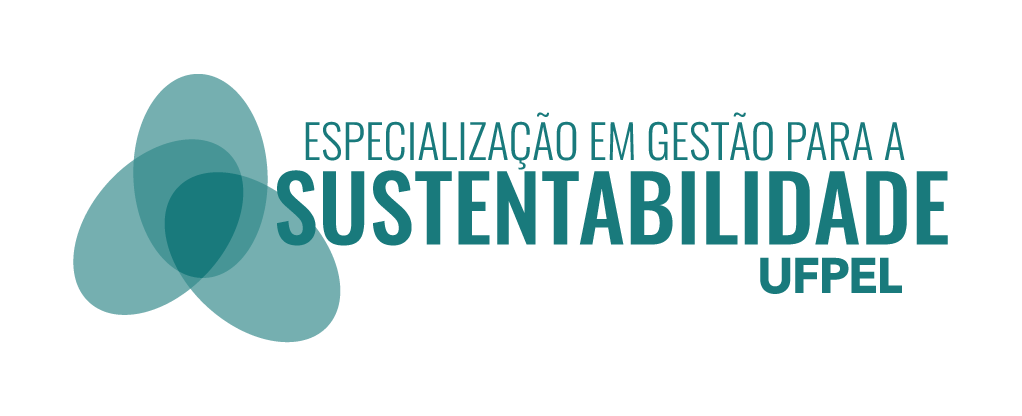 ESPECIALIZAÇÃO EM GESTÃO PARA A
SUSTENTABILIDADE
UFPEL